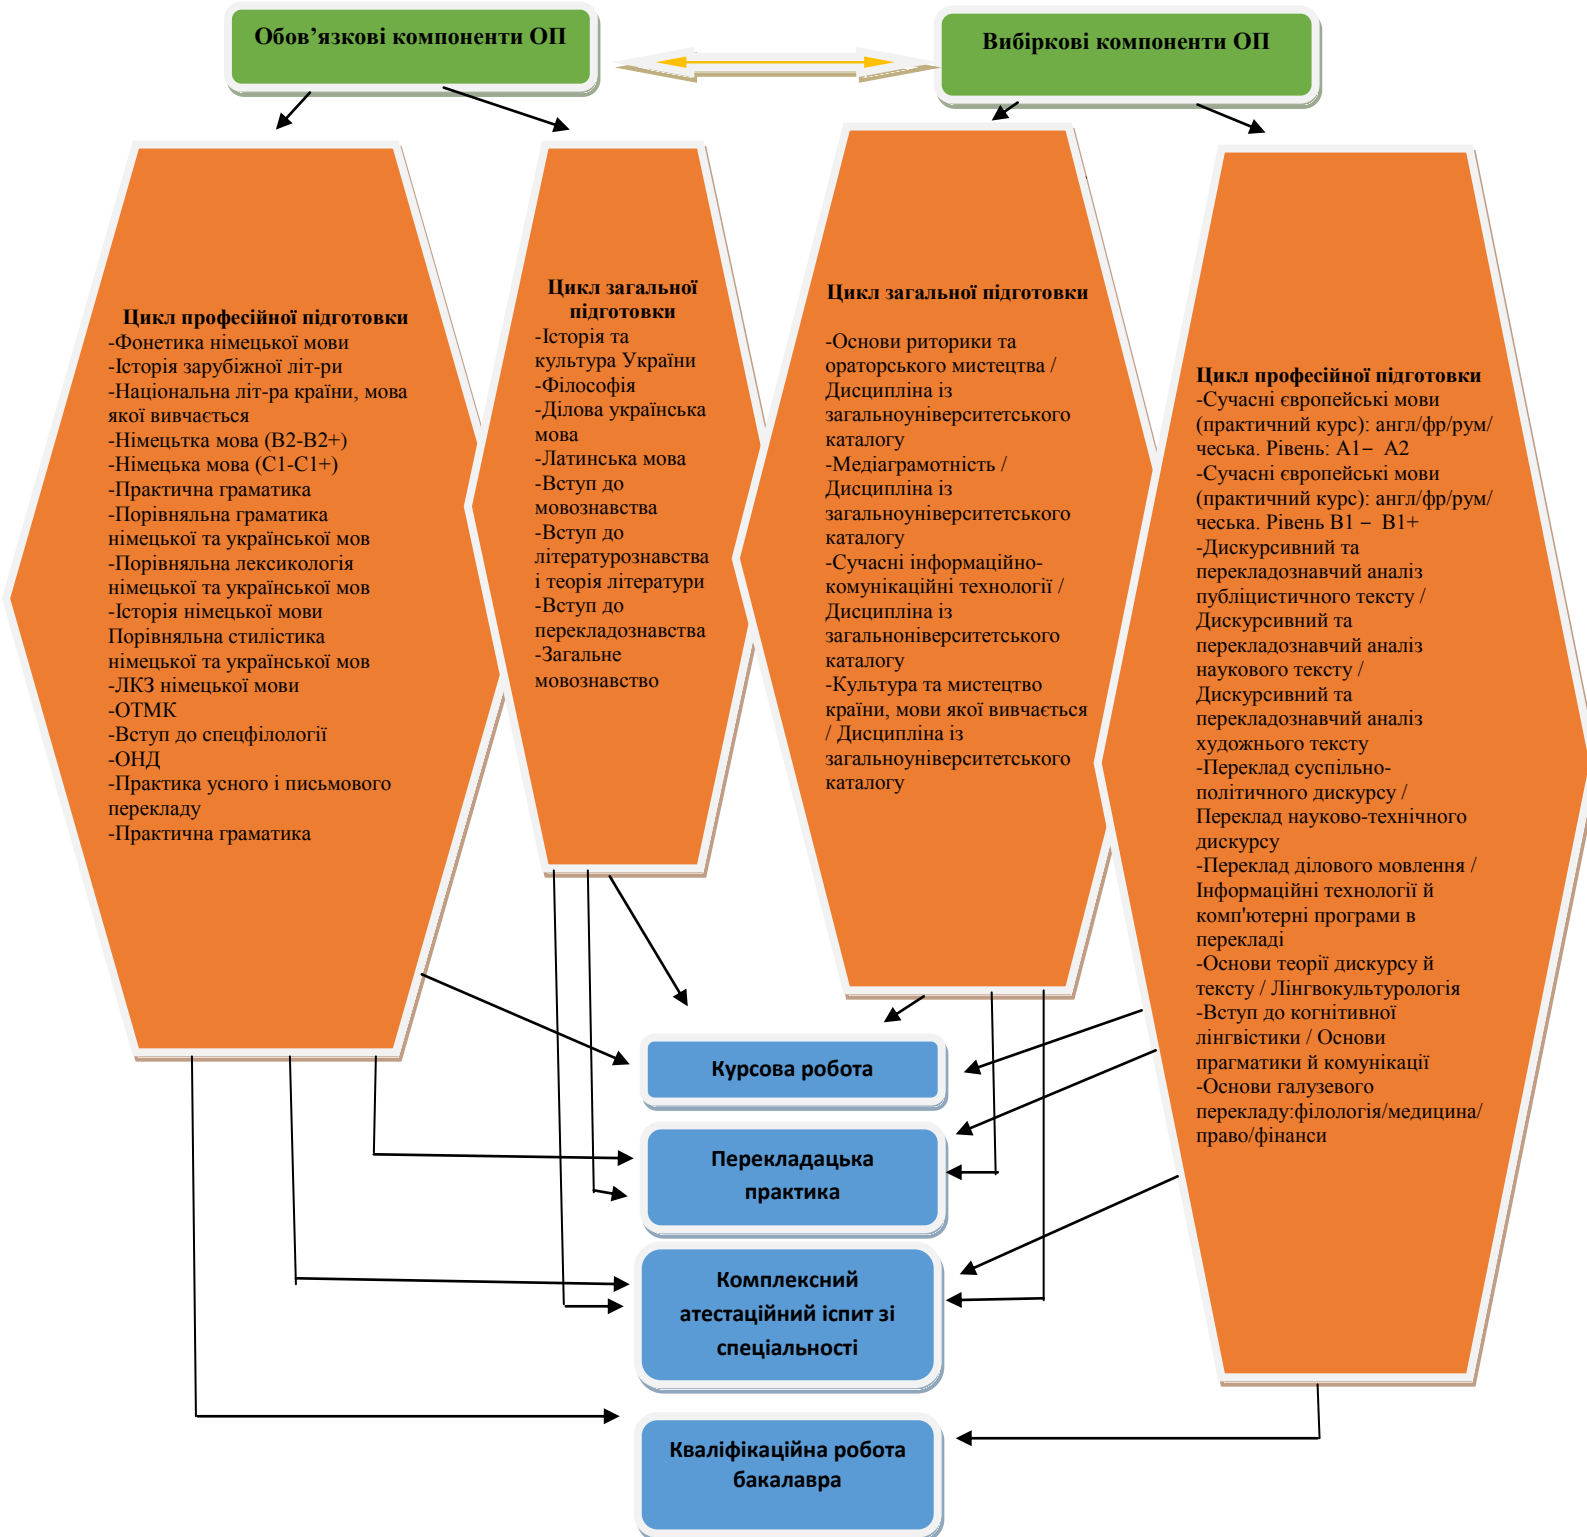 Обов’язкові компоненти ОП
Вибіркові компоненти ОП
Цикл професійної підготовки
-Фонетика німецької мови
-Історія зарубіжної літ-ри
-Національна літ-ра країни, мова
якої вивчається
-Німецьтка мова (В2-В2+)
-Німецька мова (С1-С1+)
-Практична граматика
-Порівняльна граматика
німецької та української мов
-Порівняльна лексикологія
німецької та української мов
-Історія німецької мови
Порівняльна стилістика
німецької та української мов
-ЛКЗ німецької мови
-ОТМК
-Вступ до спецфілології
-ОНД
-Практика усного і письмового
перекладу
-Практична граматика
Цикл загальної
підготовки
-Історія та
культура України
-Філософія
-Ділова українська
мова
-Латинська мова
-Вступ до
мовознавства
-Вступ до
літературознавства
і теорія літератури
-Вступ до
перекладознавства
-Загальне
мовознавство
Цикл загальної підготовки
-Основи риторики та
ораторського мистецтва /
Дисципліна із
загальноуніверситетського
каталогу
-Медіаграмотність /
Дисципліна із
загальноуніверситетського
каталогу
-Сучасні інформаційно-
комунікаційні технології /
Дисципліна із
загальноніверситетського
каталогу
-Культура та мистецтво
країни, мови якої вивчається
/ Дисципліна із
загальноуніверситетського
каталогу
Цикл професійної підготовки
-Сучасні європейські мови
(практичний курс): англ/фр/рум/
чеська. Рівень: А1– А2
-Сучасні європейські мови
(практичний курс): англ/фр/рум/
чеська. Рівень В1 – В1+
-Дискурсивний та
перекладознавчий аналіз
публіцистичного тексту /
Дискурсивний та
перекладознавчий аналіз
наукового тексту /
Дискурсивний та
перекладознавчий аналіз
художнього тексту
-Переклад суспільно-
політичного дискурсу /
Переклад науково-технічного
дискурсу
-Переклад ділового мовлення /
Інформаційні технології й
комп'ютерні програми в
перекладі
-Основи теорії дискурсу й
тексту / Лінгвокультурологія
-Вступ до когнітивної
лінгвістики / Основи
прагматики й комунікації
-Основи галузевого
перекладу:філологія/медицина/
право/фінанси
Курсова робота
Перекладацька
практика
Комплексний
атестаційний іспит зі
спеціальності
Кваліфікаційна робота
бакалавра